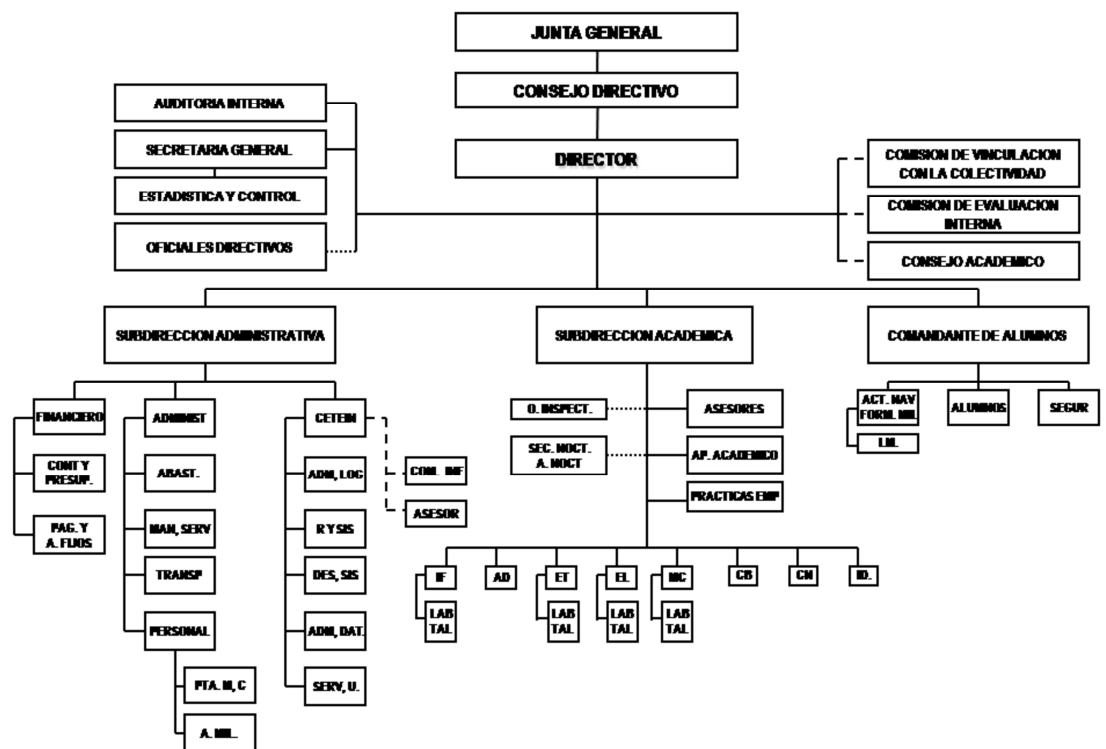 JUNTA GENERAL
CONSEJO DIRECTIVO
DIRECTOR
AUDITORIA INTERNA
SECRETARIA GENERAL
ESTADISTICA Y CONTROL
OFICIALES DIRECTIVOS
COMISION DE VINCULACION
CON LA COLECTIVIDAD
COMISION DE EVALUACION
INTERNA
CONSEJO ACADEMICO
SUBDIRECCION ADMINISTRATIVA
SUBDIRECCION ACADEMICA
COMANDANTE DE ALUMNOS
FINANCIERO
CONT Y
PRESUP.
PAG. Y
A. FIJOS
ADMINIST
ABAST.
MAN, SERV
TRANSP
PERSONAL
PTA. M, C
A. MIL.
CETEIN
ADM, LOG
R Y SIS
DES, SIS
ADM, DAT.
SERV, U.
COM. INF
ASESOR
O. INSPECT.
SEC. NOCT.
A. NOCT
ASESORES
AP. ACADEMICO
PRACTICAS EMP
IF
LAB
TAL
AD
ET
LAB
TAL
EL
LAB
TAL
MC
LAB
TAL
CB
CN
ID.
ACT. NAV
FORM. MIL
I.M.
ALUMNOS
SEGUR